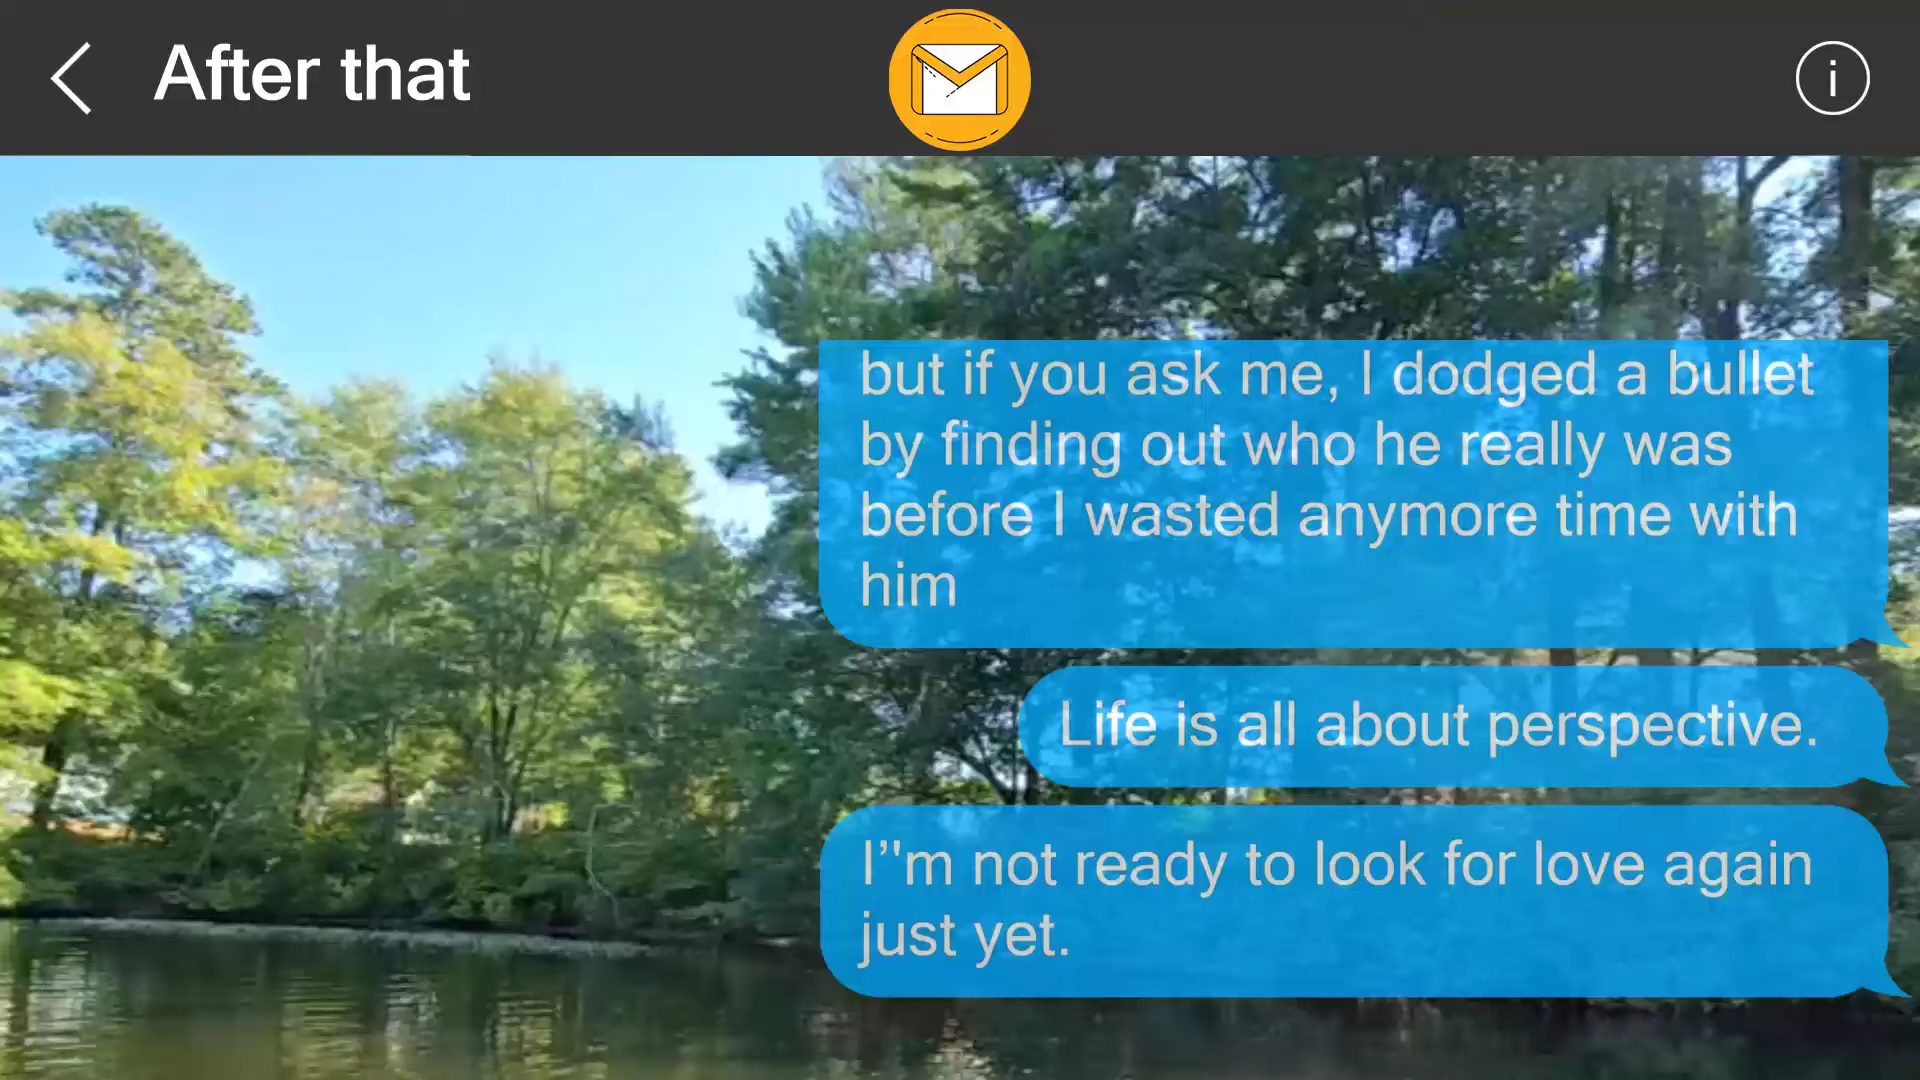 After that
i
but if you ask me, I dodged a bullet
by finding out who he really was
before I wasted anymore time with
him
Life is all about perspective.
I’'m not ready to look for love again
just yet.